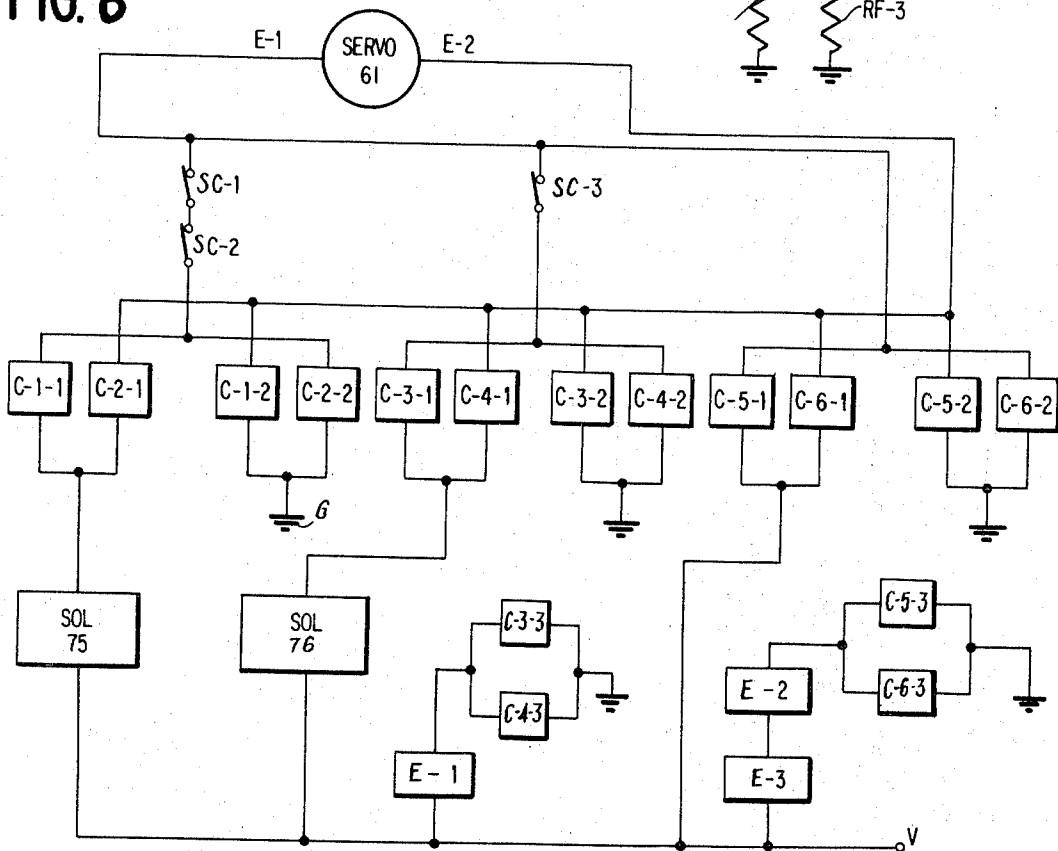 FIG. 6
RF-3
E-1
SERVO
61
E-2
SC-1
SC-3
SC-2
C-1-1
C-2-1
C-1-2
C-2-2
C-3-1
C-4-1
C-3-2
C-4-2
C-5-1
C-6-1
C-5-2
C-6-2
G
SOL
75
SOL
76
C-3-3
C-4-3
E-1
C-5-3
C-6-3
E-2
E-3
V